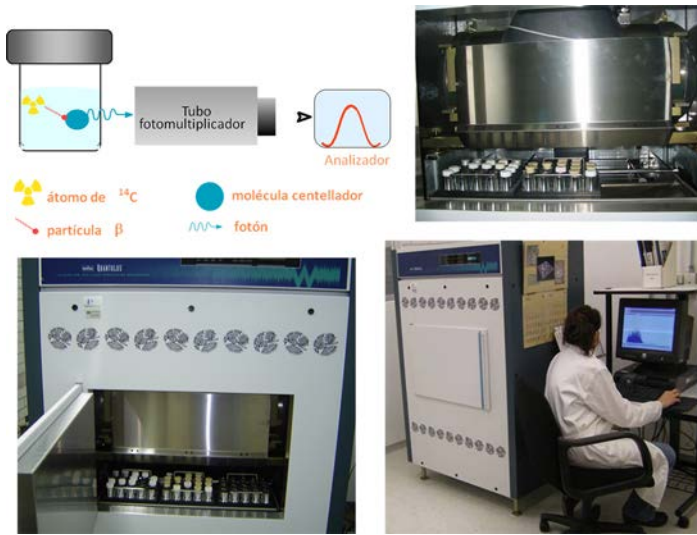 Tubo
fotomultiplicador
Analizador
átomo de ¹⁴C
molécula centellador
partícula β
fotón
QUANTULUS